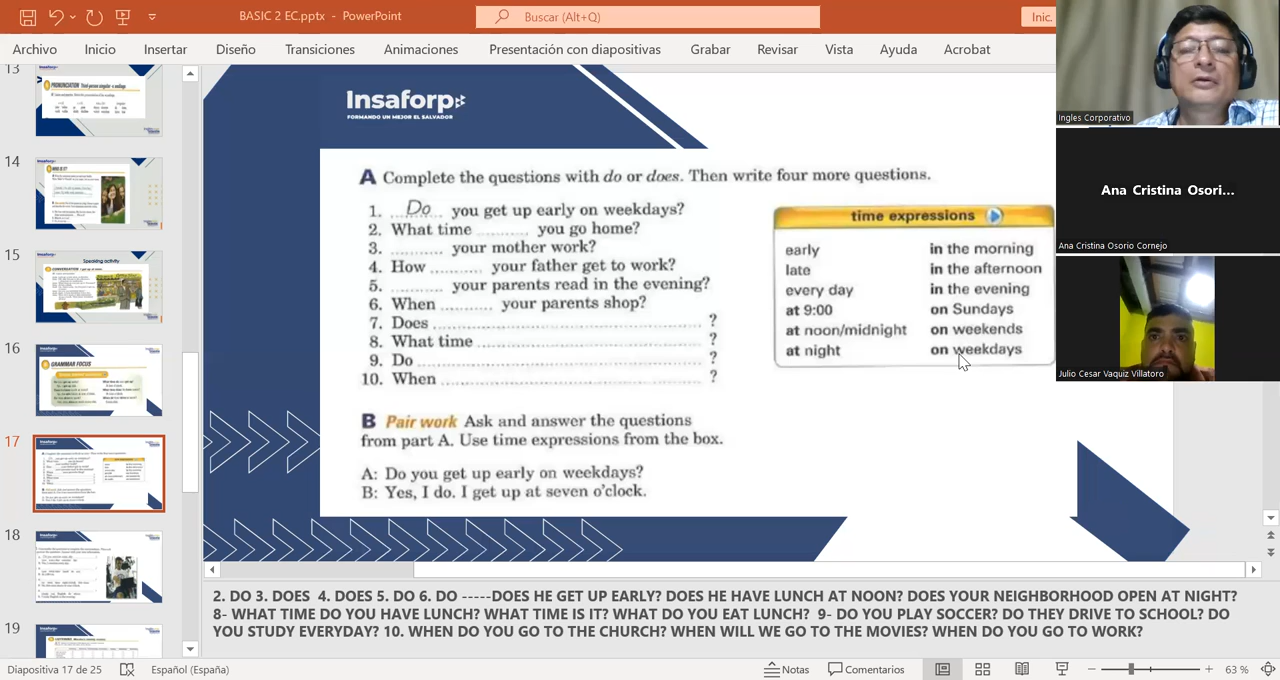 BASIC 2 EC.pptx - PowerPoint
Buscar (Alt+Q)
Inic.
Archivo Inicio Insertar Diseño Transiciones Animaciones Presentación con diapositivas Grabar Revisar Vista Ayuda Acrobat
13
14
15
Speaking activity
16
GRAMMAR FOCUS
17
18
19
Insaforp
FORMANDO UN MEJOR EL SALVADOR
A Complete the questions with do or does. Then write four more questions.
1. Do you get up early on weekdays?
2. What time ........ you go home?
3. ........ your mother work?
4. How ........ your father get to work?
5. ........ your parents read in the evening?
6. When ........ your parents shop?
7. Does ........ ?
8. What time ........ ?
9. Do ........ ?
10. When ........ ?
time expressions
early in the morning
late in the afternoon
every day in the evening
at 9:00 on Sundays
at noon/midnight on weekends
at night on weekdays
B Pair work Ask and answer the questions
from part A. Use time expressions from the box.
A: Do you get up early on weekdays?
B: Yes, I do. I get up at seven o'clock.
Ingles Corporativo
Ana Cristina Osori...
Ana Cristina Osorio Cornejo
Julio Cesar Vaquiz Villatoro
2. DO 3. DOES 4. DOES 5. DO 6. DO -----DOES HE GET UP EARLY? DOES HE HAVE LUNCH AT NOON? DOES YOUR NEIGHBORHOOD OPEN AT NIGHT?
8- WHAT TIME DO YOU HAVE LUNCH? WHAT TIME IS IT? WHAT DO YOU EAT LUNCH? 9- DO YOU PLAY SOCCER? DO THEY DRIVE TO SCHOOL? DO
YOU STUDY EVERYDAY? 10. WHEN DO YOU GO TO THE CHURCH? WHEN WILL WE GO TO THE MOVIES? WHEN DO YOU GO TO WORK?
Diapositiva 17 de 25 Español (España) Notas Comentarios 63 %